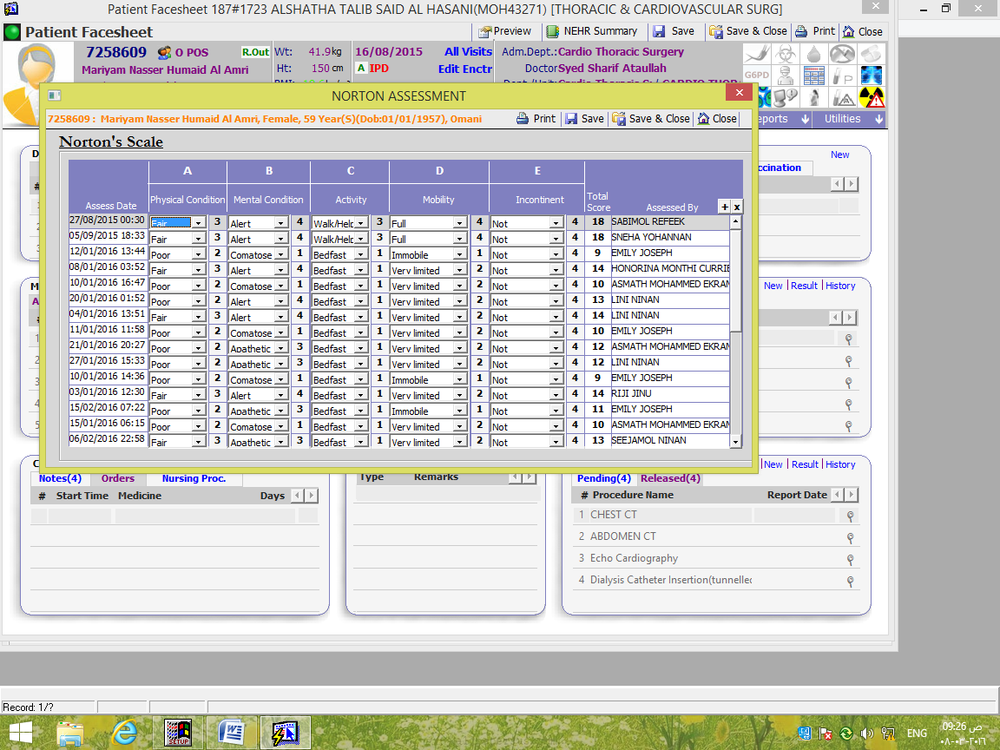 Patient Facesheet 187#1723 ALSHATHA TALIB SAID AL HASANI(MOH43271) [THORACIC & CARDIOVASCULAR SURG]
Patient Facesheet
Preview NEHR Summary Save Save & Close Print Close
7258609 O POS R.Out Wt: 41.9kg 16/08/2015 All Visits Adm.Dept.: Cardio Thoracic Surgery
Mariyam Nasser Humaid Al Amri Ht: 150 cm A IPD Edit Enctr Doctor Syed Sharif Ataullah
G6PD
NORTON ASSESSMENT
7258609 : Mariyam Nasser Humaid Al Amri, Female, 59 Year(S)(Dob:01/01/1957), Omani Print Save Save & Close Close
eports Utilities
Norton's Scale
New
ccination
A B C D E
Assess Date Physical Condition Mental Condition Activity Mobility Incontinent Total Score Assessed By + x
27/08/2015 00:30 Fair 3 Alert 4 Walk/Help 3 Full 4 Not 4 18 SABIMOL REFEEK
05/09/2015 18:33 Fair 3 Alert 4 Walk/Help 3 Full 4 Not 4 18 SNEHA YOHANNAN
12/01/2016 13:44 Poor 2 Comatose 1 Bedfast 1 Immobile 1 Not 4 9 EMILY JOSEPH
08/01/2016 03:52 Fair 3 Alert 4 Bedfast 1 Very limited 2 Not 4 14 HONORINA MONTHI CURRIE
10/01/2016 16:47 Poor 2 Comatose 1 Bedfast 1 Very limited 2 Not 4 10 ASMATH MOHAMMED EKRAN
20/01/2016 01:52 Poor 2 Alert 4 Bedfast 1 Very limited 2 Not 4 13 LINI NINAN
04/01/2016 13:51 Fair 3 Alert 4 Bedfast 1 Very limited 2 Not 4 14 LINI NINAN
11/01/2016 11:58 Poor 2 Comatose 1 Bedfast 1 Very limited 2 Not 4 10 EMILY JOSEPH
21/01/2016 20:27 Poor 2 Apathetic 3 Bedfast 1 Very limited 2 Not 4 12 ASMATH MOHAMMED EKRAN
27/01/2016 15:33 Poor 2 Apathetic 3 Bedfast 1 Very limited 2 Not 4 12 LINI NINAN
10/01/2016 14:36 Poor 2 Comatose 1 Bedfast 1 Immobile 1 Not 4 9 EMILY JOSEPH
03/01/2016 12:30 Fair 3 Alert 4 Bedfast 1 Very limited 2 Not 4 14 RIJI JINU
15/02/2016 07:22 Poor 2 Apathetic 3 Bedfast 1 Immobile 1 Not 4 11 EMILY JOSEPH
15/01/2016 06:15 Poor 2 Comatose 1 Bedfast 1 Very limited 2 Not 4 10 ASMATH MOHAMMED EKRAN
06/02/2016 22:58 Fair 3 Apathetic 3 Bedfast 1 Very limited 2 Not 4 13 SEEJAMOL NINAN
New |Result |History
New |Result |History
Notes(4) Orders Nursing Proc.
# Start Time Medicine Days
Type Remarks
Pending(4) Released(4)
# Procedure Name Report Date
1 CHEST CT
2 ABDOMEN CT
3 Echo Cardiography
4 Dialysis Catheter Insertion(tunnelled
Record: 1/?
SETUP
ENG
09:26 ص
٠٨-٠٣-٢٠١٦